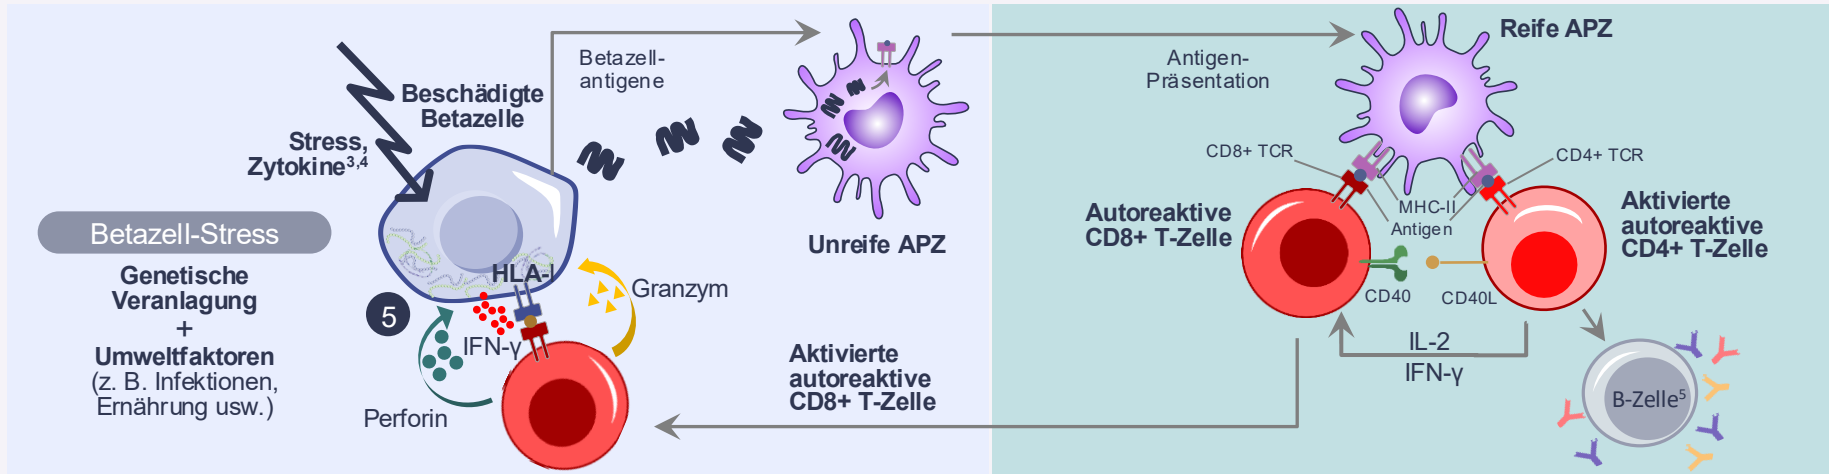 Betazell-Stress
Genetische
Veranlagung
+
Umweltfaktoren
(z. B. Infektionen,
Ernährung usw.)
Stress,
Zytokine3,4
Beschädigte
Betazelle
HLA-I
5
IFN-γ
Perforin
Granzym
Betazell-
antigene
Unreife APZ
Aktivierte
autoreaktive
CD8+ T-Zelle
Antigen-
Präsentation
Reife APZ
CD8+ TCR
CD4+ TCR
MHC-II
Antigen
Autoreaktive
CD8+ T-Zelle
Aktivierte
autoreaktive
CD4+ T-Zelle
CD40
CD40L
IL-2
IFN-γ
B-Zelle5